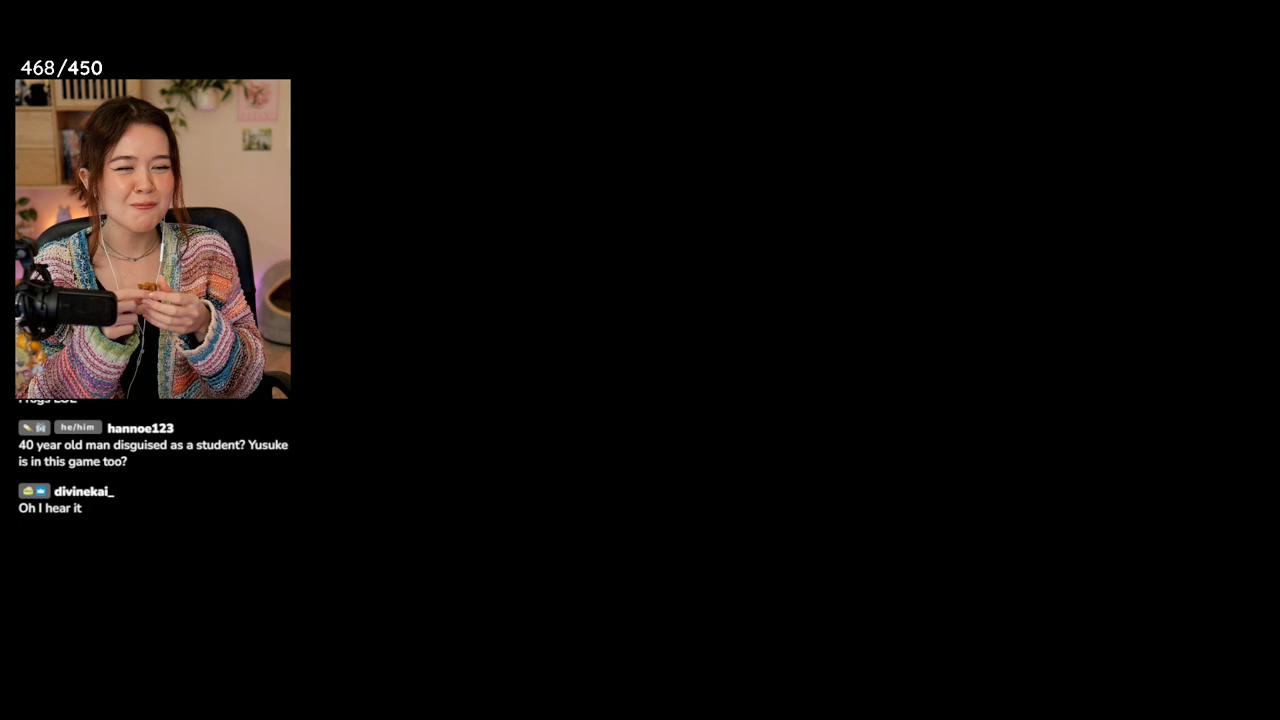 468/450
he/him hannoe123
40 year old man disguised as a student? Yusuke
is in this game too?
divinekai_
Oh I hear it